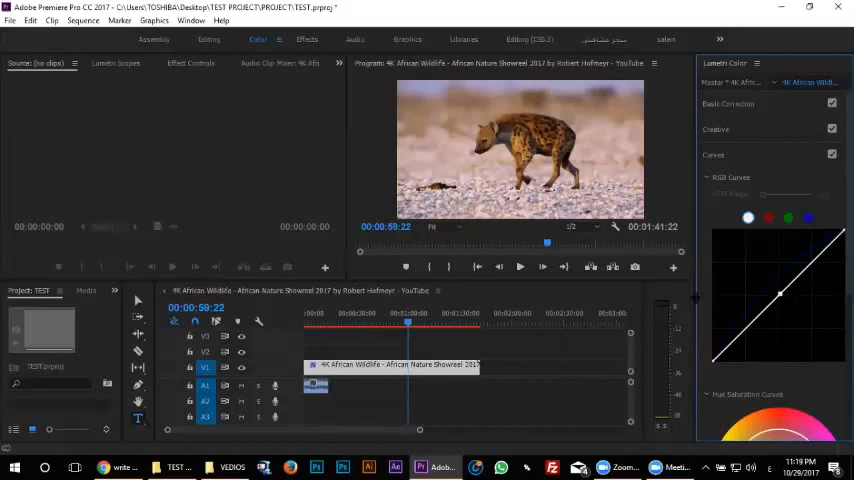 Adobe Premiere Pro CC 2017 - C:\Users\TOSHIBA\Desktop\TEST PROJECT\PROJECT\TEST.prproj *
File Edit Clip Sequence Marker Graphics Window Help
Assembly Editing Color Effects Audio Graphics Libraries Editing (CS5.5) salem
Source: (no clips) Lumetri Scopes Effect Controls Audio Clip Mixer: 4K Afri
Program: 4K African Wildlife - African Nature Showreel 2017 by Robert Hofmeyr - YouTube
Lumetri Color
Master * 4K Afric... 4K African Wildl...
Basic Correction
Creative
Curves
RGB Curves
HDR Range
00:00:00:00 00:00:00:00
00:00:59:22 Fit 1/2 00:01:41:22
Project: TEST Media
TEST.prproj
4K African Wildlife - African Nature Showreel 2017 by Robert Hofmeyr - YouTube
00:00:59:22
:00:00 00:00:30:00 00:01:00:00 00:01:30:00 00:02:00:00 00:02:30:00 00:03:00
V3
V2
V1 4K African Wildlife - African Nature Showreel 2017
A1 M S
A2 M S
A3 M S
S S
Hue Saturation Curves
write ... TEST ... VEDIOS Adob... Zoom... Meeti...
11:19 PM
10/29/2017